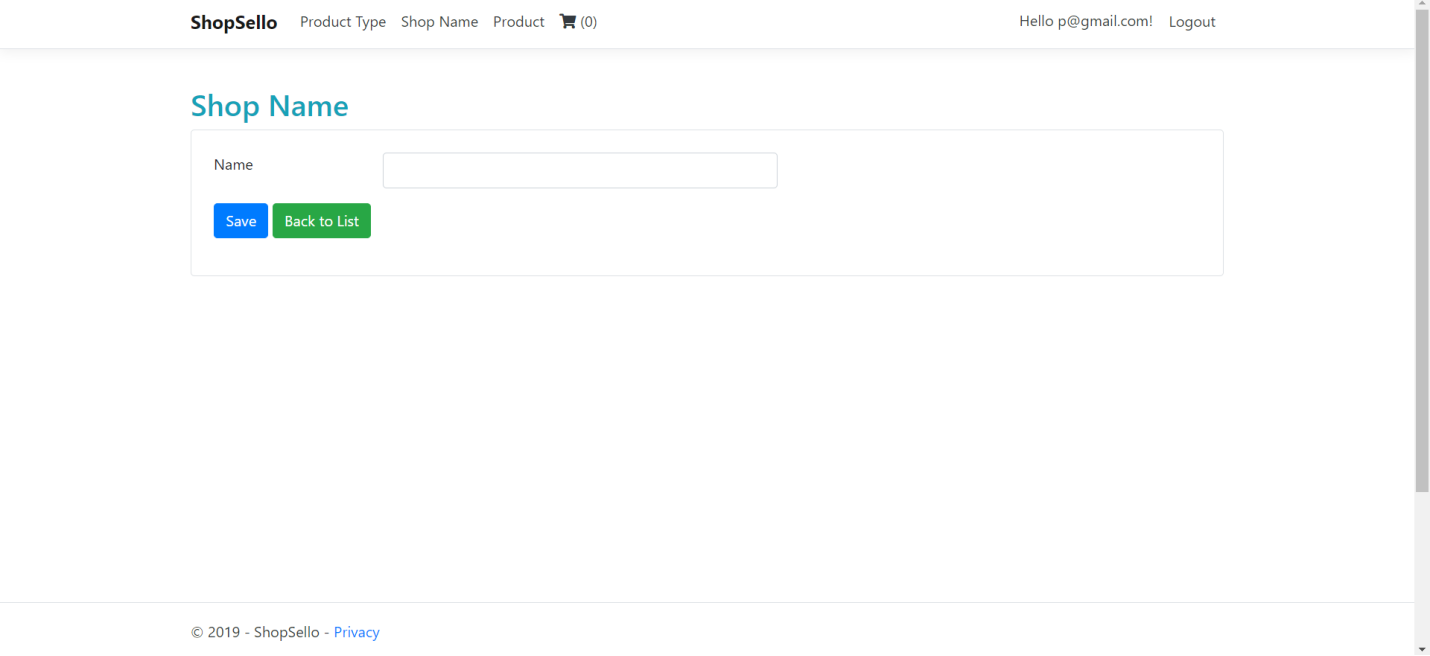 ShopSello Product Type Shop Name Product (0) Hello p@gmail.com! Logout
Shop Name
Name
Save Back to List
© 2019 - ShopSello - Privacy